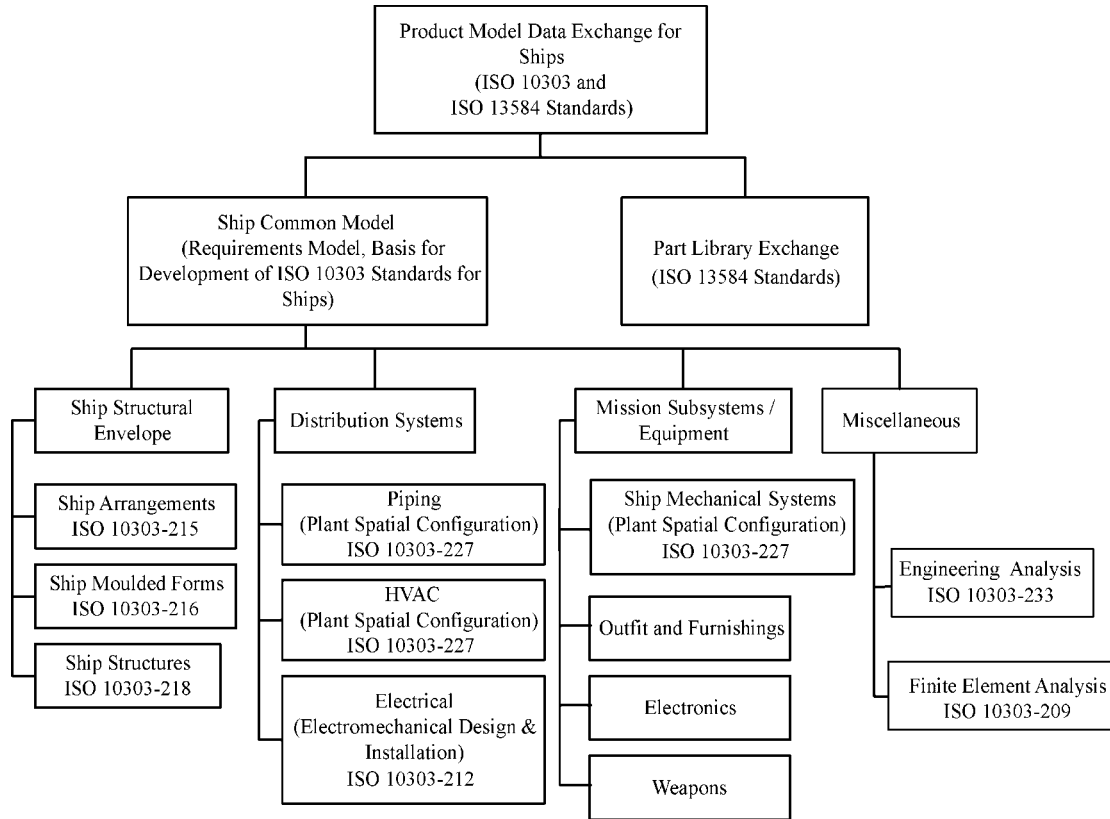 Product Model Data Exchange for
Ships
(ISO 10303 and
ISO 13584 Standards)
Ship Common Model
(Requirements Model, Basis for
Development of ISO 10303 Standards for
Ships)
Part Library Exchange
(ISO 13584 Standards)
Ship Structural
Envelope
Ship Arrangements
ISO 10303-215
Ship Moulded Forms
ISO 10303-216
Ship Structures
ISO 10303-218
Distribution Systems
Piping
(Plant Spatial Configuration)
ISO 10303-227
HVAC
(Plant Spatial Configuration)
ISO 10303-227
Electrical
(Electromechanical Design &
Installation)
ISO 10303-212
Mission Subsystems /
Equipment
Ship Mechanical Systems
(Plant Spatial Configuration)
ISO 10303-227
Outfit and Furnishings
Electronics
Weapons
Miscellaneous
Engineering Analysis
ISO 10303-233
Finite Element Analysis
ISO 10303-209